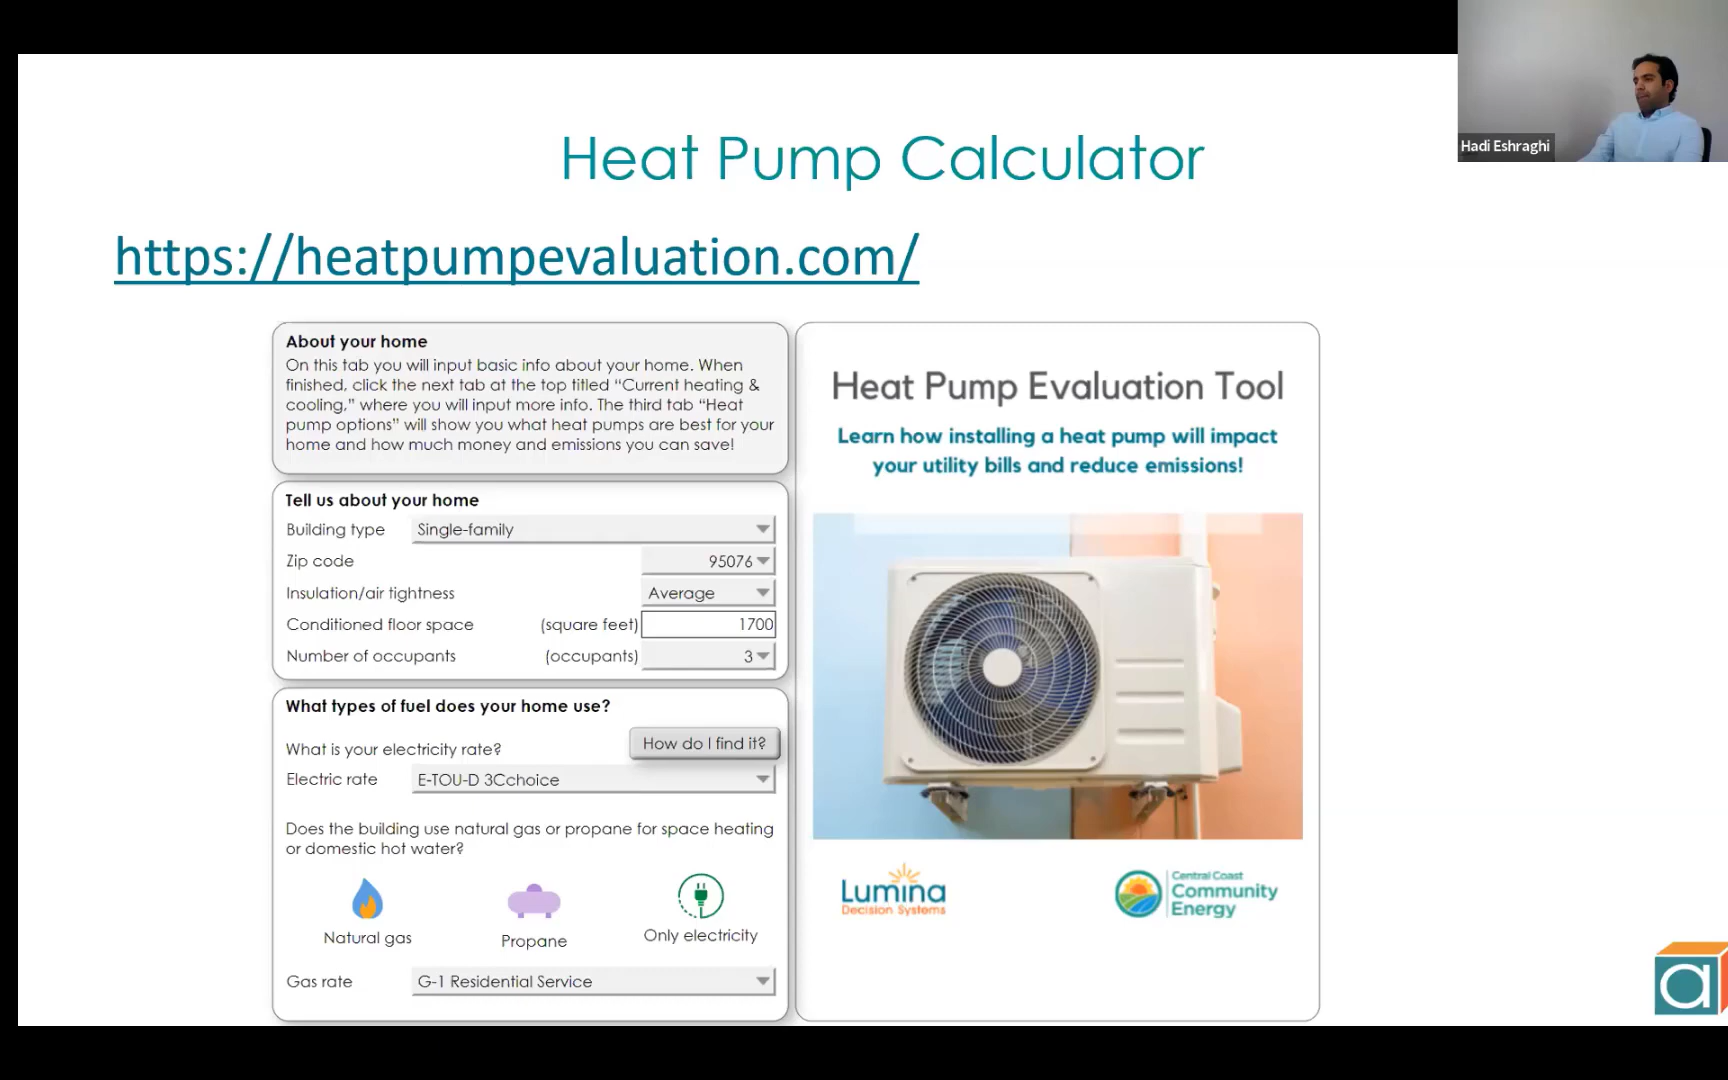 Hadi Eshraghi
Heat Pump Calculator
https://heatpumpevaluation.com/
About your home
On this tab you will input basic info about your home. When
finished, click the next tab at the top titled “Current heating &
cooling,” where you will input more info. The third tab “Heat
pump options” will show you what heat pumps are best for your
home and how much money and emissions you can save!
Tell us about your home
Building type Single-family
Zip code 95076
Insulation/air tightness Average
Conditioned floor space (square feet) 1700
Number of occupants (occupants) 3
What types of fuel does your home use?
What is your electricity rate? How do I find it?
Electric rate E-TOU-D 3Cchoice
Does the building use natural gas or propane for space heating
or domestic hot water?
Natural gas Propane Only electricity
Gas rate G-1 Residential Service
Heat Pump Evaluation Tool
Learn how installing a heat pump will impact
your utility bills and reduce emissions!
Lumina
Decision Systems
Central Coast
Community
Energy
a